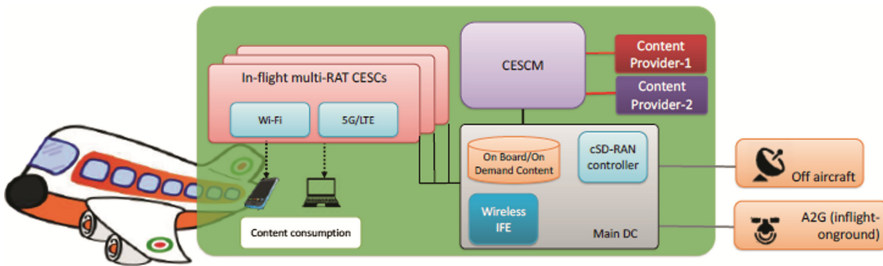 In-flight multi-RAT CESCs
Wi-Fi
5G/LTE
Content consumption
CESCM
Content
Provider-1
Content
Provider-2
On Board/On
Demand Content
cSD-RAN
controller
Wireless
IFE
Main DC
Off aircraft
A2G (inflight-
onground)